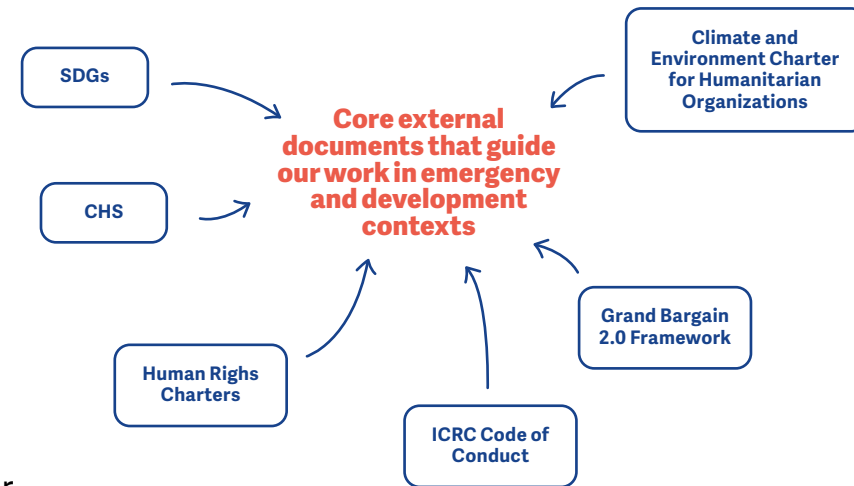 SDGs
Climate and
Environment Charter
for Humanitarian
Organizations
Core external
documents that guide
our work in emergency
and development
contexts
CHS
Grand Bargain
2.0 Framework
Human Righs
Charters
ICRC Code of
Conduct
r